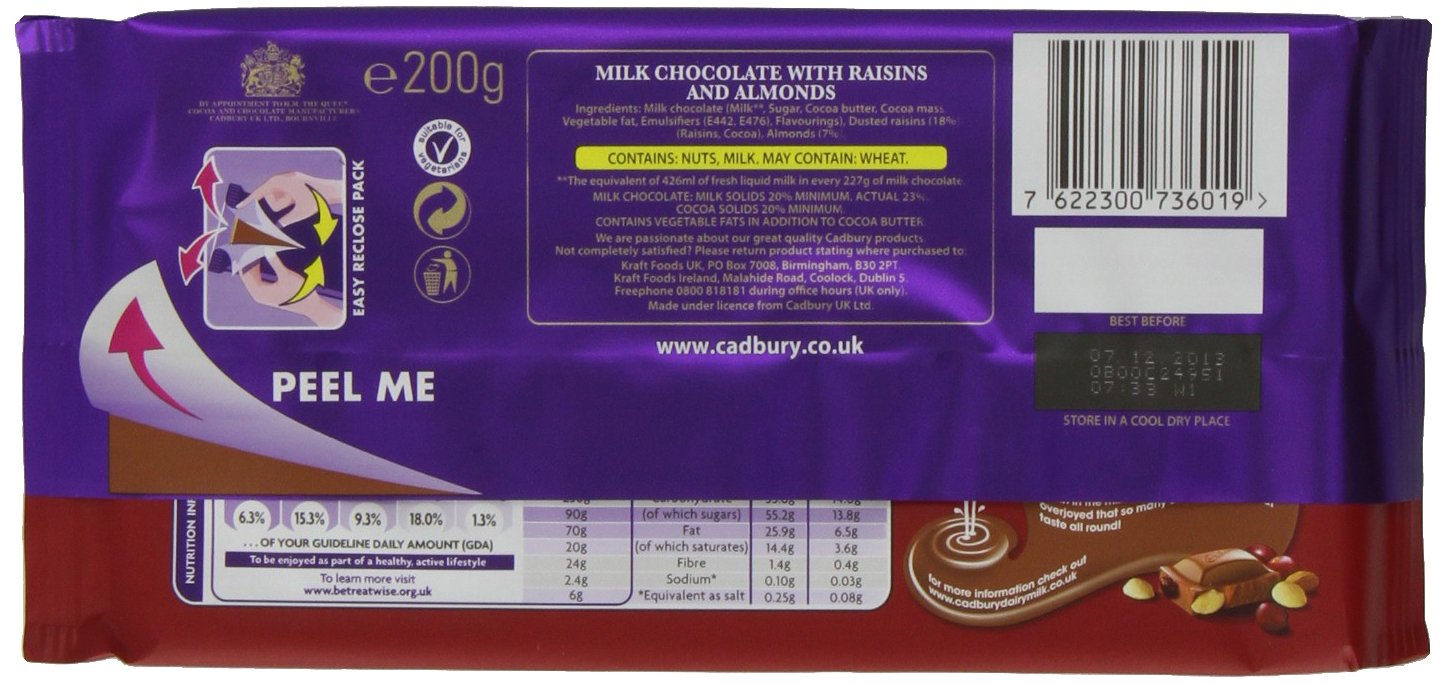 BY APPOINTMENT TO H.M. THE QUEEN
COCOA AND CHOCOLATE MANUFACTURERS
CADBURY UK LTD., BOURNVILLE
e200g
suitable for vegetarians
EASY RECLOSE PACK
PEEL ME
MILK CHOCOLATE WITH RAISINS
AND ALMONDS
Ingredients: Milk chocolate (Milk**, Sugar, Cocoa butter, Cocoa mass,
Vegetable fat, Emulsifiers (E442, E476), Flavourings), Dusted raisins (18%)
(Raisins, Cocoa), Almonds (7%)
CONTAINS: NUTS, MILK. MAY CONTAIN: WHEAT.
**The equivalent of 426ml of fresh liquid milk in every 227g of milk chocolate.
MILK CHOCOLATE: MILK SOLIDS 20% MINIMUM, ACTUAL 23%.
COCOA SOLIDS 20% MINIMUM.
CONTAINS VEGETABLE FATS IN ADDITION TO COCOA BUTTER.
We are passionate about our great quality Cadbury products.
Not completely satisfied? Please return product stating where purchased to:
Kraft Foods UK, PO Box 7008, Birmingham, B30 2PT.
Kraft Foods Ireland, Malahide Road, Coolock, Dublin 5.
Freephone 0800 818181 during office hours (UK only).
Made under licence from Cadbury UK Ltd.
www.cadbury.co.uk
7 622300 736019 >
BEST BEFORE
07 12 2013
0B00C24951
07:33 W1
STORE IN A COOL DRY PLACE
NUTRITION
6.3% 15.3% 9.3% 18.0% 1.3%
...OF YOUR GUIDELINE DAILY AMOUNT (GDA)
To be enjoyed as part of a healthy, active lifestyle
To learn more visit
www.betreatwise.org.uk
90g (of which sugars) 55.2g 13.8g
70g Fat 25.9g 6.5g
20g (of which saturates) 14.4g 3.6g
24g Fibre 1.4g 0.4g
2.4g Sodium* 0.10g 0.03g
6g *Equivalent as salt 0.25g 0.08g
overjoyed that so many
taste all round!
for more information check out
www.cadburydairymilk.co.uk